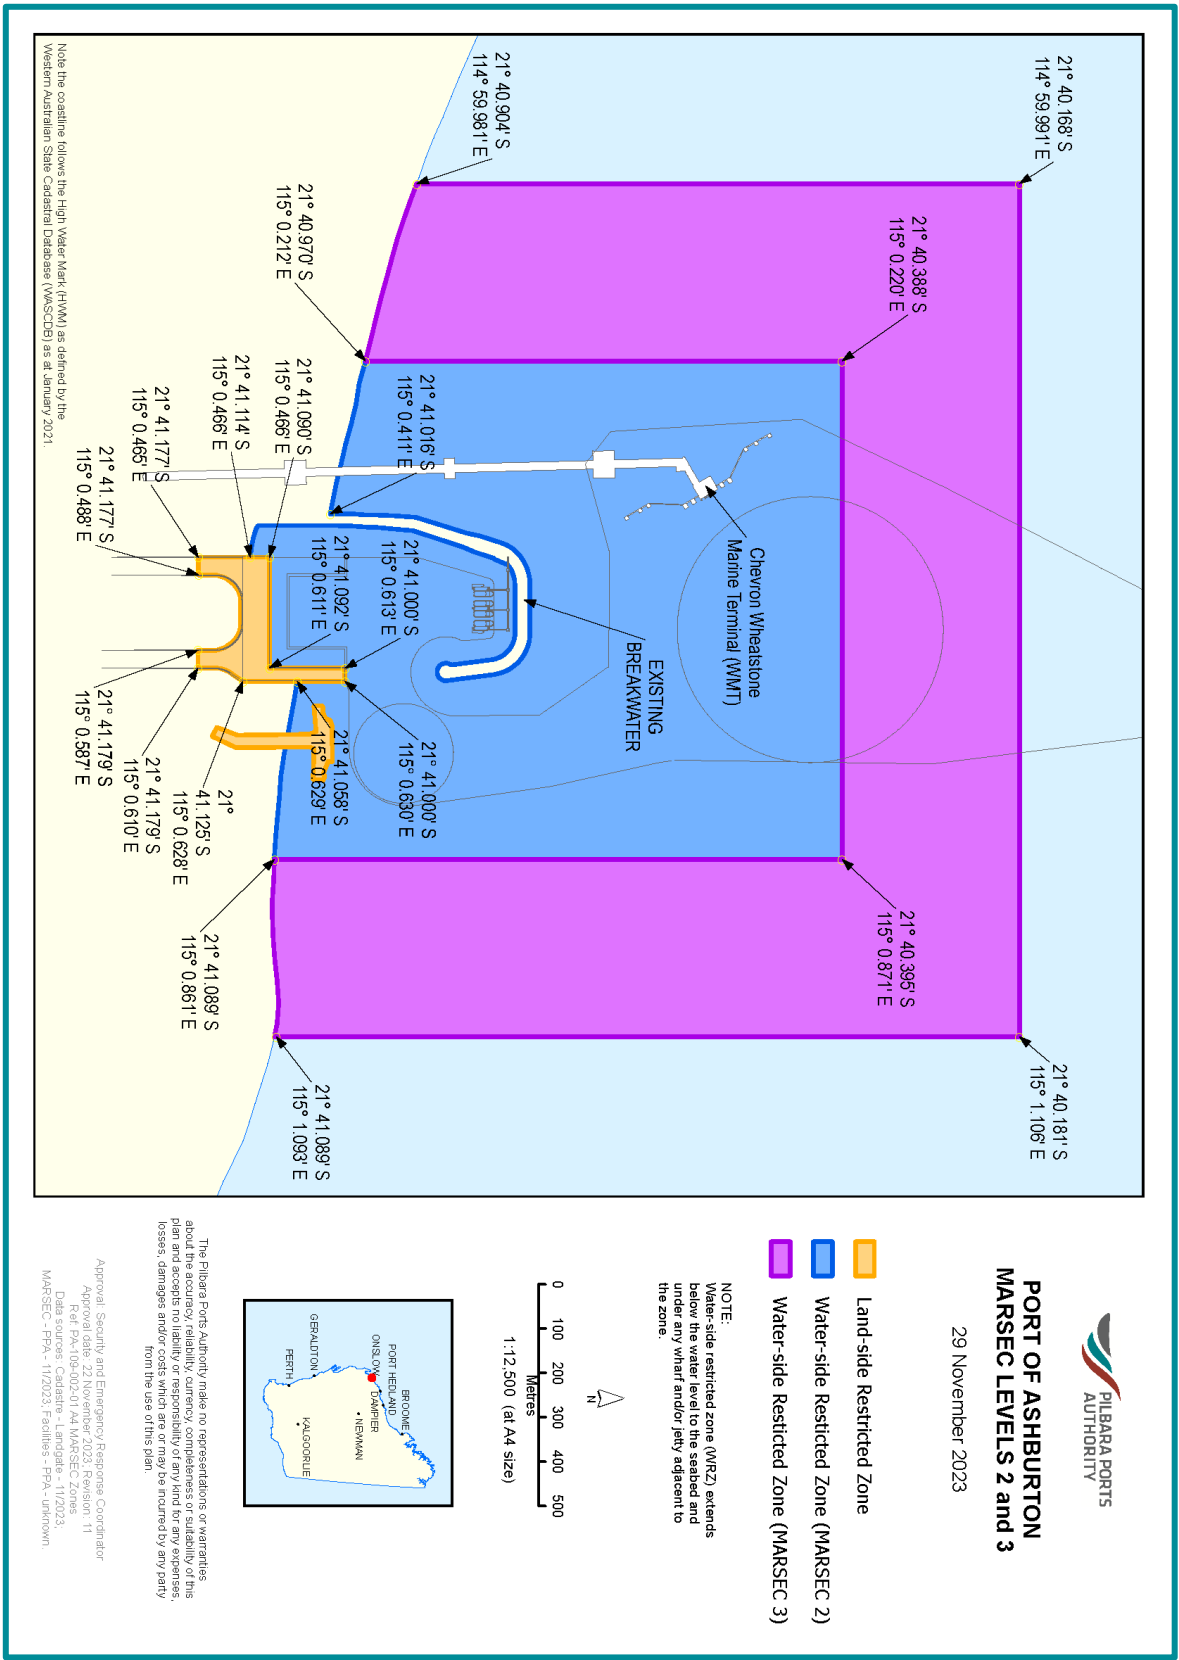 21° 40.168' S
114° 59.991' E
21° 40.904' S
114° 59.981' E
21° 40.388' S
115° 0.220' E
21° 40.970' S
115° 0.212' E
21° 41.016' S
115° 0.411' E
21° 41.090' S
115° 0.466' E
21° 41.114' S
115° 0.466' E
21° 41.177' S
115° 0.465' E
21° 41.177' S
115° 0.488' E
Chevron Wheatstone
Marine Terminal (WMT)
EXISTING
BREAKWATER
21° 41.000' S
115° 0.613' E
21° 41.092' S
115° 0.611' E
21° 41.000' S
115° 0.630' E
21° 41.058' S
115° 0.629' E
21°
41.125' S
115° 0.628' E
21° 41.179' S
115° 0.610' E
21° 41.179' S
115° 0.587' E
21° 40.395' S
115° 0.871' E
21° 41.089' S
115° 0.861' E
21° 40.181' S
115° 1.106' E
21° 41.089' S
115° 1.093' E
Note the coastline follows the High Water Mark (HWM) as defined by the
Western Australian State Cadastral Database (WASCDB) as at January 2021.
PILBARA PORTS
AUTHORITY
PORT OF ASHBURTON
MARSEC LEVELS 2 and 3
29 November 2023
Land-side Restricted Zone
Water-side Resticted Zone (MARSEC 2)
Water-side Resticted Zone (MARSEC 3)
NOTE:
Water-side restricted zone (WRZ) extends
below the water level to the seabed and
under any wharf and/or jetty adjacent to
the zone.
N
0 100 200 300 400 500
Metres
1:12,500 (at A4 size)
BROOME
PORT HEDLAND
DAMPIER
ONSLOW
NEWMAN
GERALDTON
KALGOORLIE
PERTH
The Pilbara Ports Authority make no representations or warranties
about the accuracy, reliability, currency, completeness or suitability of this
plan and accepts no liability or responsibility of any kind for any expenses,
losses, damages and/or costs which are or may be incurred by any party
from the use of this plan.
Approval: Security and Emergency Response Coordinator
Approval date: 22 November 2023; Revision: 11
Ref: PA-109-002-01 A4 MARSEC Zones
Data sources: Cadastre - Landgate - 11/2023;
MARSEC - PPA - 11/2023; Facilities - PPA - unknown.